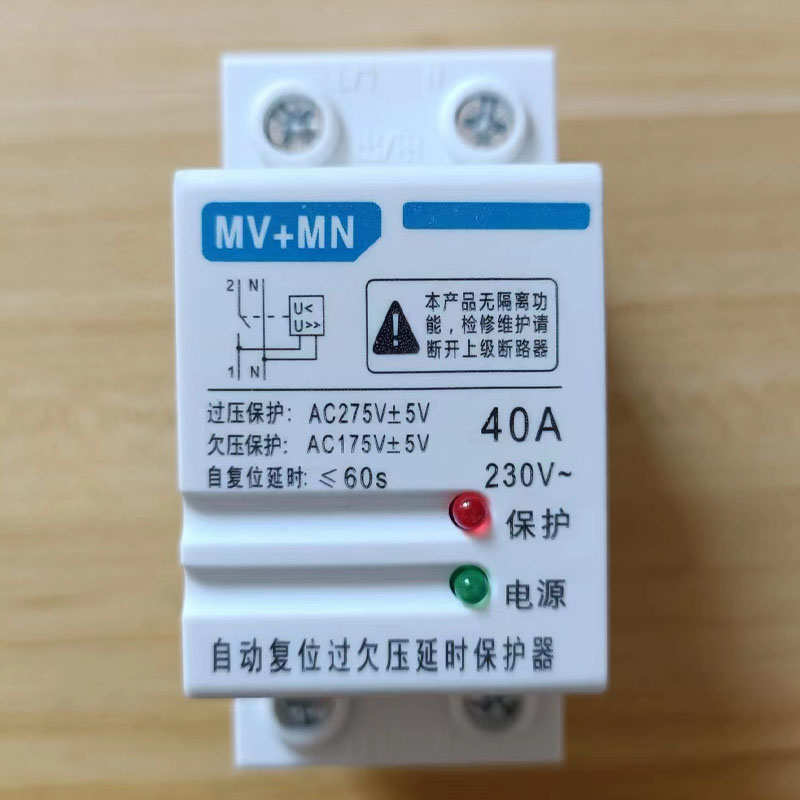 MV+MN
2 N
U<
U>>
1 N
本产品无隔离功
能，检修维护请
断开上级断路器
过压保护： AC275V±5V
欠压保护： AC175V±5V
自复位延时: ≤60s
40A
230V~
保护
电源
自动复位过欠压延时保护器